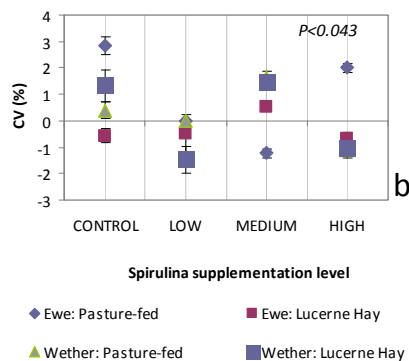 4
3
2
1
0
-1
-2
-3
CV (%)
P<0.043
CONTROL LOW MEDIUM HIGH
b
Spirulina supplementation level
Ewe: Pasture-fed Ewe: Lucerne Hay
Wether: Pasture-fed Wether: Lucerne Hay